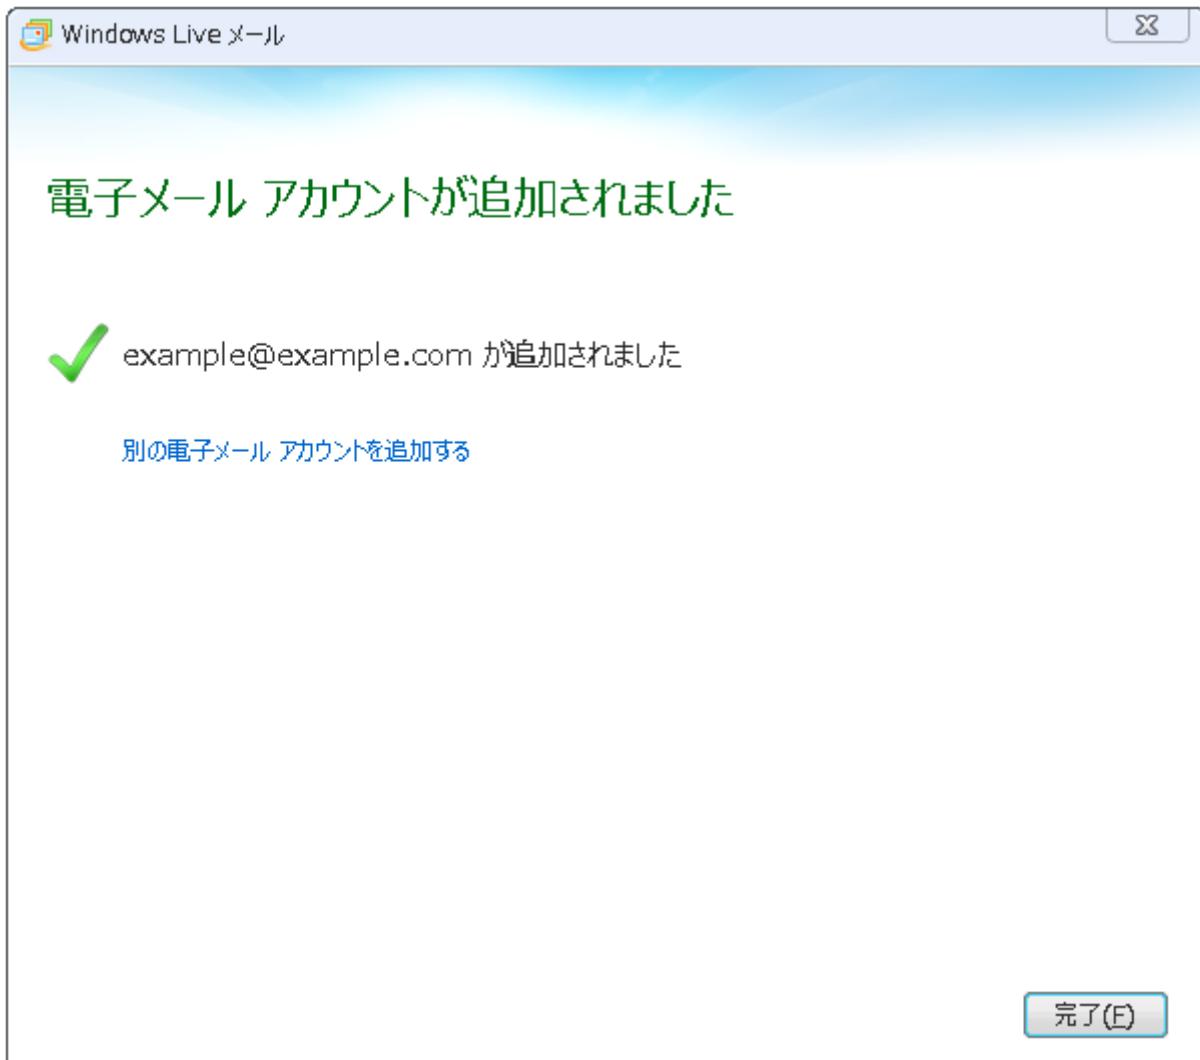 Windows Live メール
電子メール アカウントが追加されました
example@example.com が追加されました
別の電子メール アカウントを追加する
完了(F)